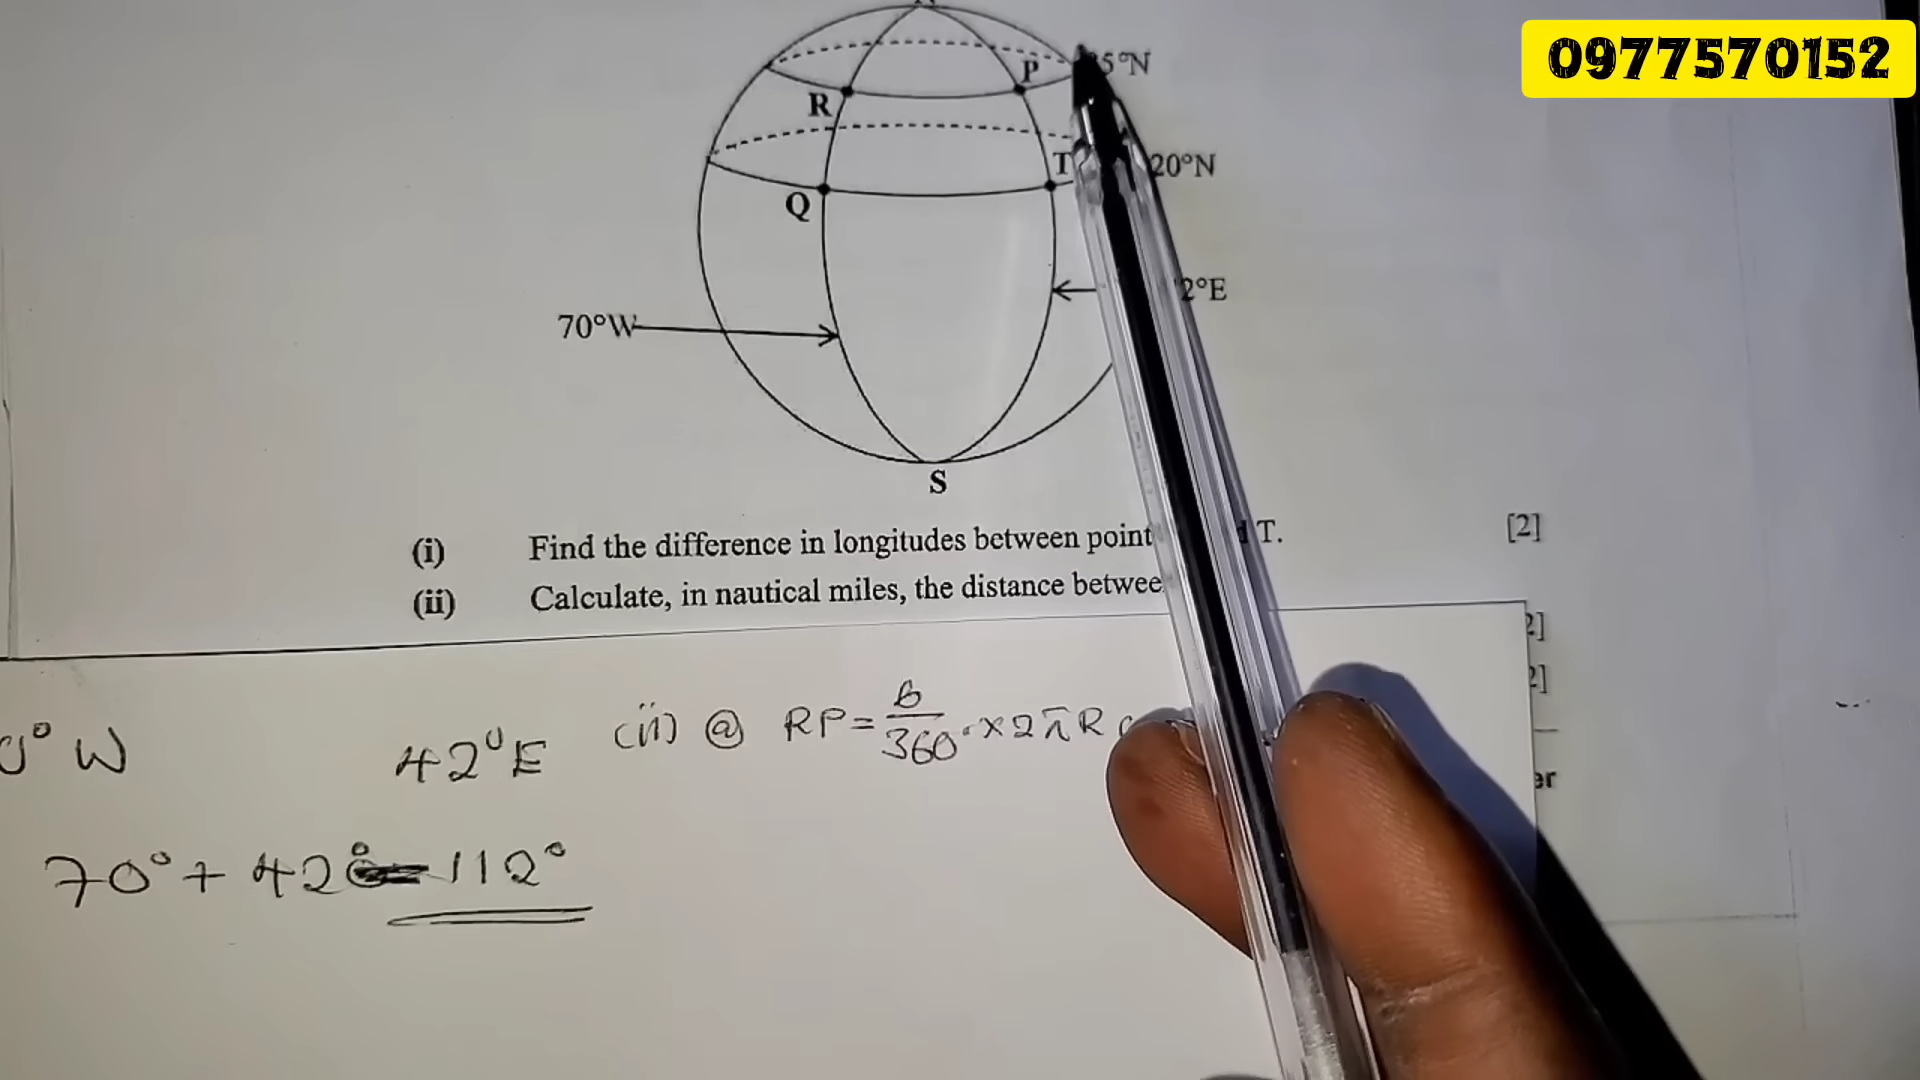 0977570152
P
5°N
R
T
20°N
Q
2°E
70°W
S
(i) Find the difference in longitudes between point T. [2]
(ii) Calculate, in nautical miles, the distance betwee
2]
2]
er
0° W 42°E (ii) @ RP = θ/360° × 2πR
70° + 42° = 112°